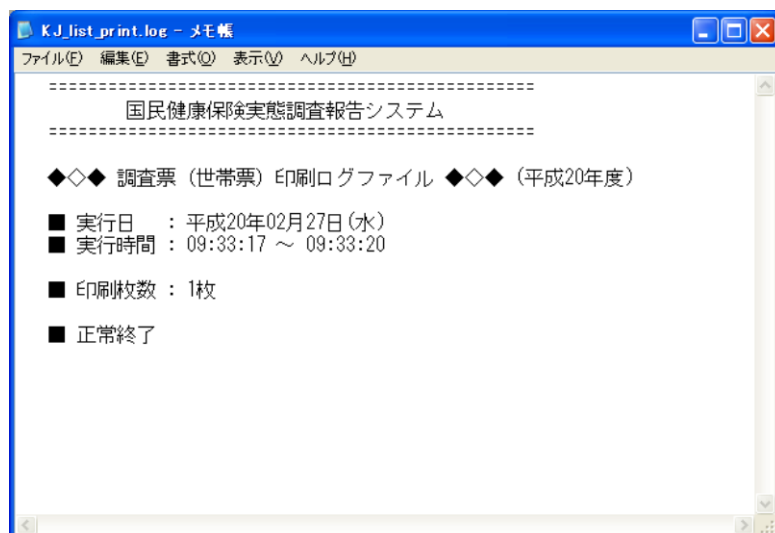 KJ_list_print.log - メモ帳
ファイル(F) 編集(E) 書式(O) 表示(V) ヘルプ(H)
=================================================
国民健康保険実態調査報告システム
=================================================
◆◇◆ 調査票（世帯票）印刷ログファイル ◆◇◆（平成20年度）
■ 実行日 : 平成20年02月27日(水)
■ 実行時間 : 09:33:17 ～ 09:33:20
■ 印刷枚数 : 1枚
■ 正常終了